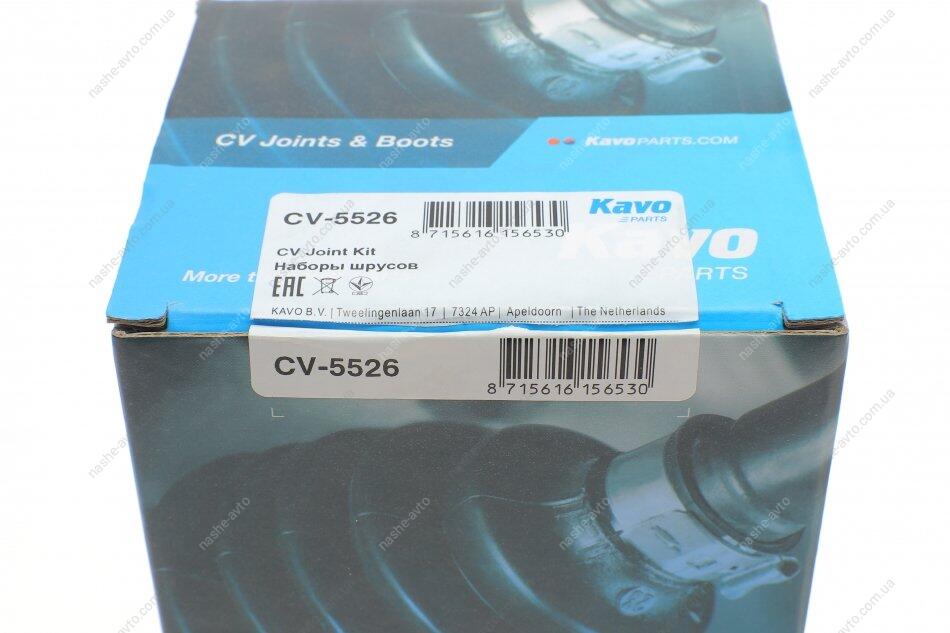 CV Joints & Boots
KavoPARTS.COM
CV-5526
8 715616 156530
Kavo
PARTS
Kavo
PARTS
CV Joint Kit
Наборы шрусов
More t
EAC
KAVO B.V. | Tweelingenlaan 17 | 7324 AP | Apeldoorn | The Netherlands
CV-5526
8 715616 156530
nashe-avto.com.ua